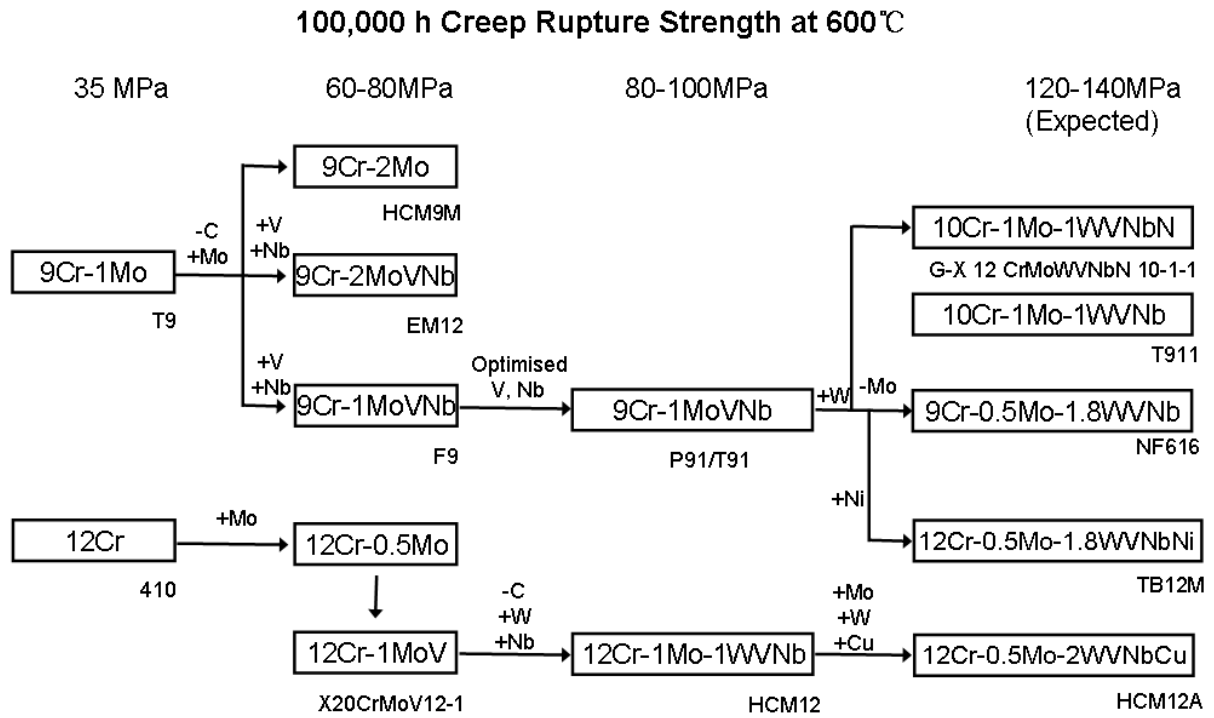 100,000 h Creep Rupture Strength at 600℃
35 MPa
60-80MPa
80-100MPa
120-140MPa
(Expected)
9Cr-1Mo
T9
-C
+Mo
+V
+Nb
9Cr-2Mo
HCM9M
9Cr-2MoVNb
EM12
+V
+Nb
9Cr-1MoVNb
F9
Optimised
V, Nb
9Cr-1MoVNb
P91/T91
+W
-Mo
+Ni
10Cr-1Mo-1WVNbN
G-X 12 CrMoWVNbN 10-1-1
10Cr-1Mo-1WVNb
T911
9Cr-0.5Mo-1.8WVNb
NF616
12Cr-0.5Mo-1.8WVNbNi
TB12M
12Cr
410
+Mo
12Cr-0.5Mo
12Cr-1MoV
X20CrMoV12-1
-C
+W
+Nb
12Cr-1Mo-1WVNb
HCM12
+Mo
+W
+Cu
12Cr-0.5Mo-2WVNbCu
HCM12A